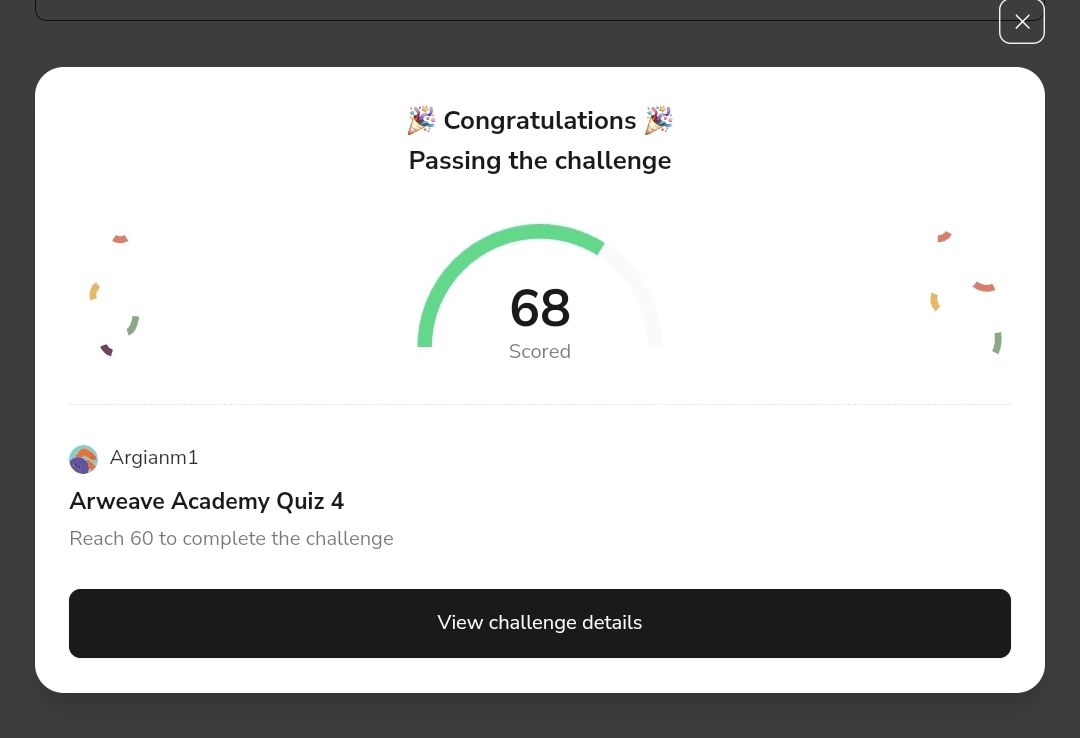 🎉 Congratulations 🎉
Passing the challenge
68
Scored
Argianm1
Arweave Academy Quiz 4
Reach 60 to complete the challenge
View challenge details